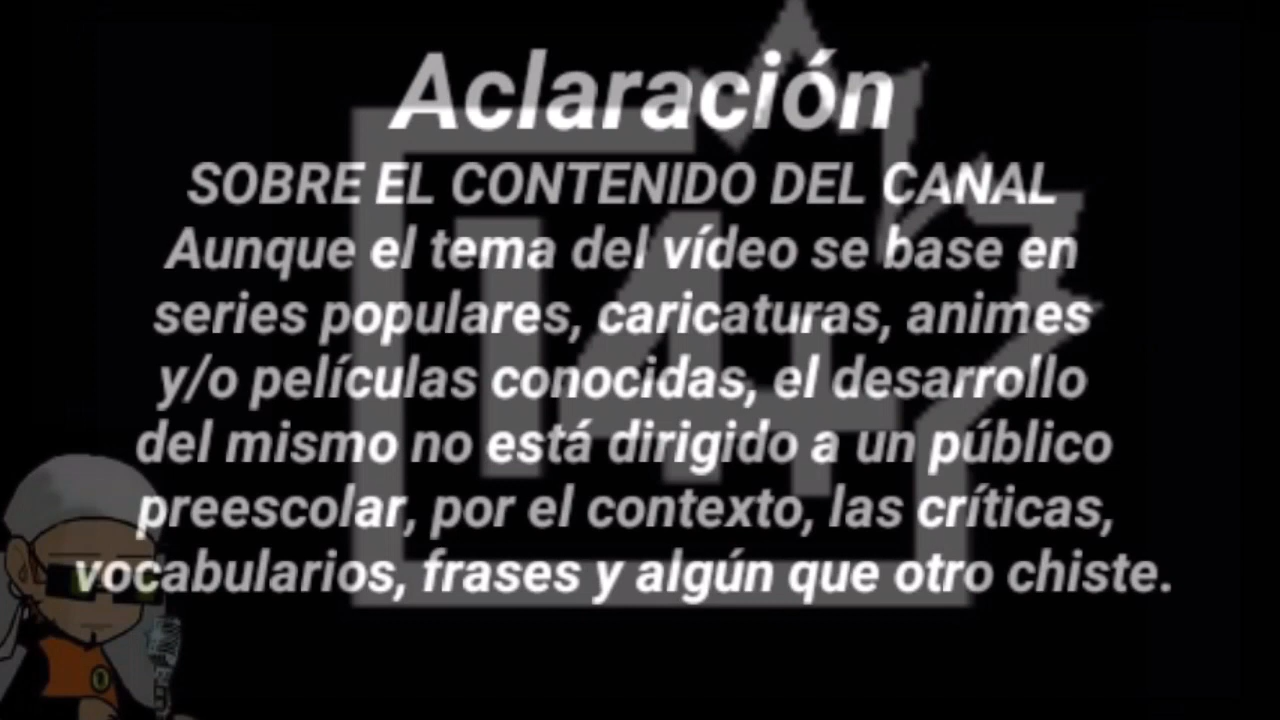 Aclaración
SOBRE EL CONTENIDO DEL CANAL
Aunque el tema del vídeo se base en
series populares, caricaturas, animes
y/o películas conocidas, el desarrollo
del mismo no está dirigido a un público
preescolar, por el contexto, las críticas,
vocabularios, frases y algún que otro chiste.
14+